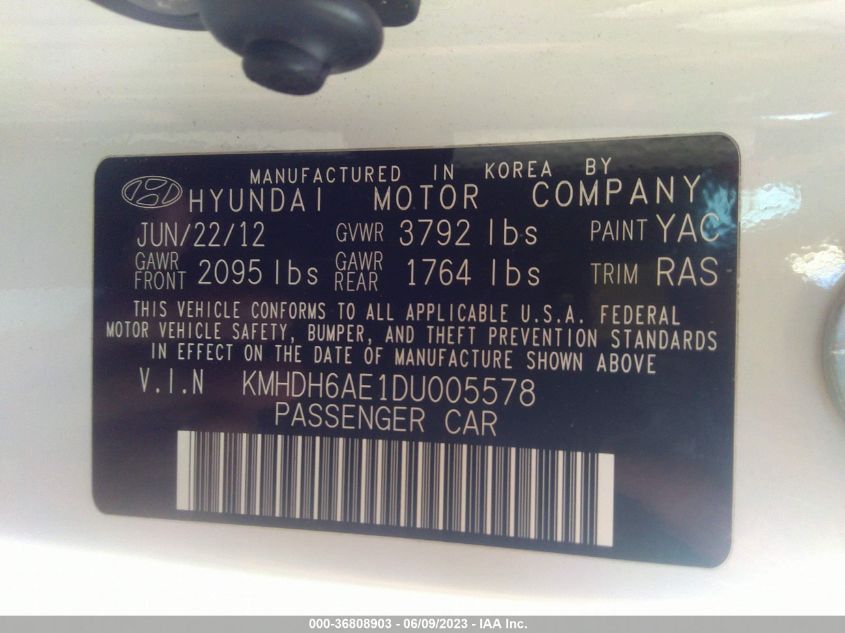 MANUFACTURED IN KOREA BY
HYUNDAI MOTOR COMPANY
JUN/22/12 GVWR 3792 lbs PAINT YAC
GAWR FRONT 2095 lbs GAWR REAR 1764 lbs TRIM RAS
THIS VEHICLE CONFORMS TO ALL APPLICABLE U.S.A. FEDERAL
MOTOR VEHICLE SAFETY, BUMPER, AND THEFT PREVENTION STANDARDS
IN EFFECT ON THE DATE OF MANUFACTURE SHOWN ABOVE
V.I.N KMHDH6AE1DU005578
PASSENGER CAR
000-36808903 - 06/09/2023 - IAA Inc.